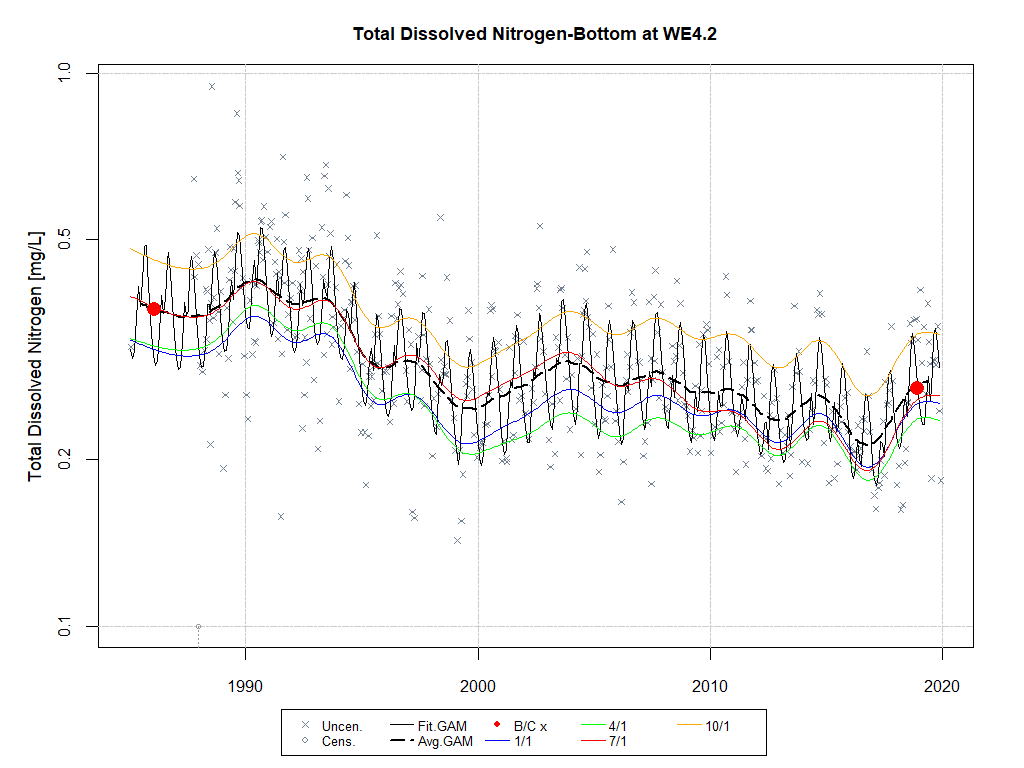 Total Dissolved Nitrogen-Bottom at WE4.2
Total Dissolved Nitrogen [mg/L]
1.0
0.5
0.2
0.1
1990 2000 2010 2020
Uncen. Fit.GAM B/C x 4/1 10/1
Cens. Avg.GAM 1/1 7/1